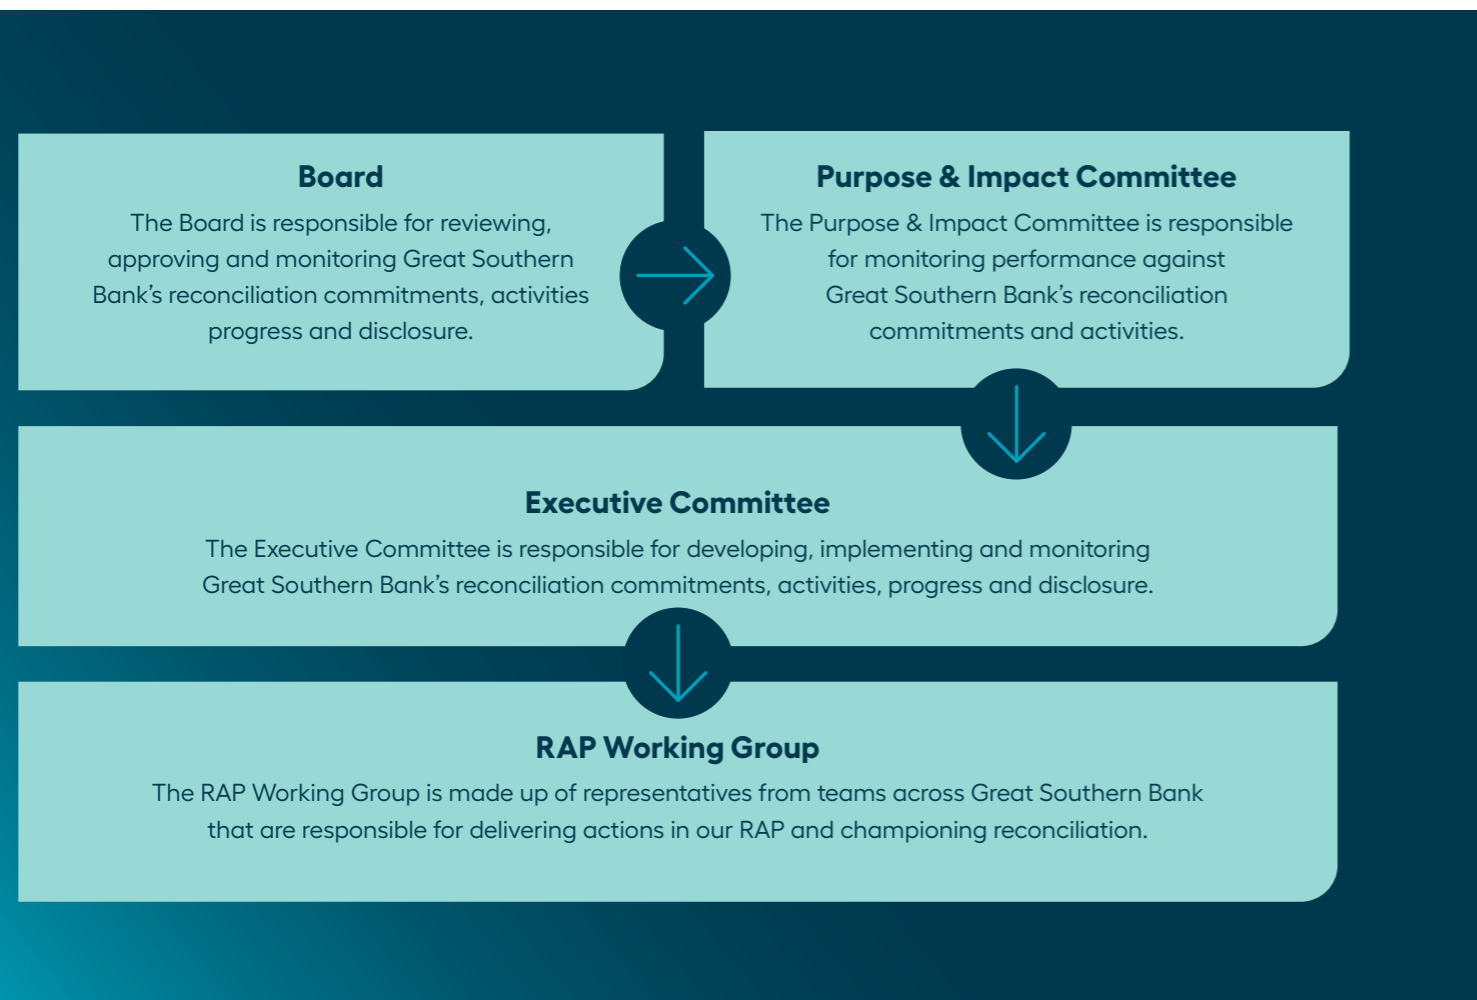 Board
The Board is responsible for reviewing,
approving and monitoring Great Southern
Bank’s reconciliation commitments, activities
progress and disclosure.
Purpose & Impact Committee
The Purpose & Impact Committee is responsible
for monitoring performance against
Great Southern Bank’s reconciliation
commitments and activities.
Executive Committee
The Executive Committee is responsible for developing, implementing and monitoring
Great Southern Bank’s reconciliation commitments, activities, progress and disclosure.
RAP Working Group
The RAP Working Group is made up of representatives from teams across Great Southern Bank
that are responsible for delivering actions in our RAP and championing reconciliation.